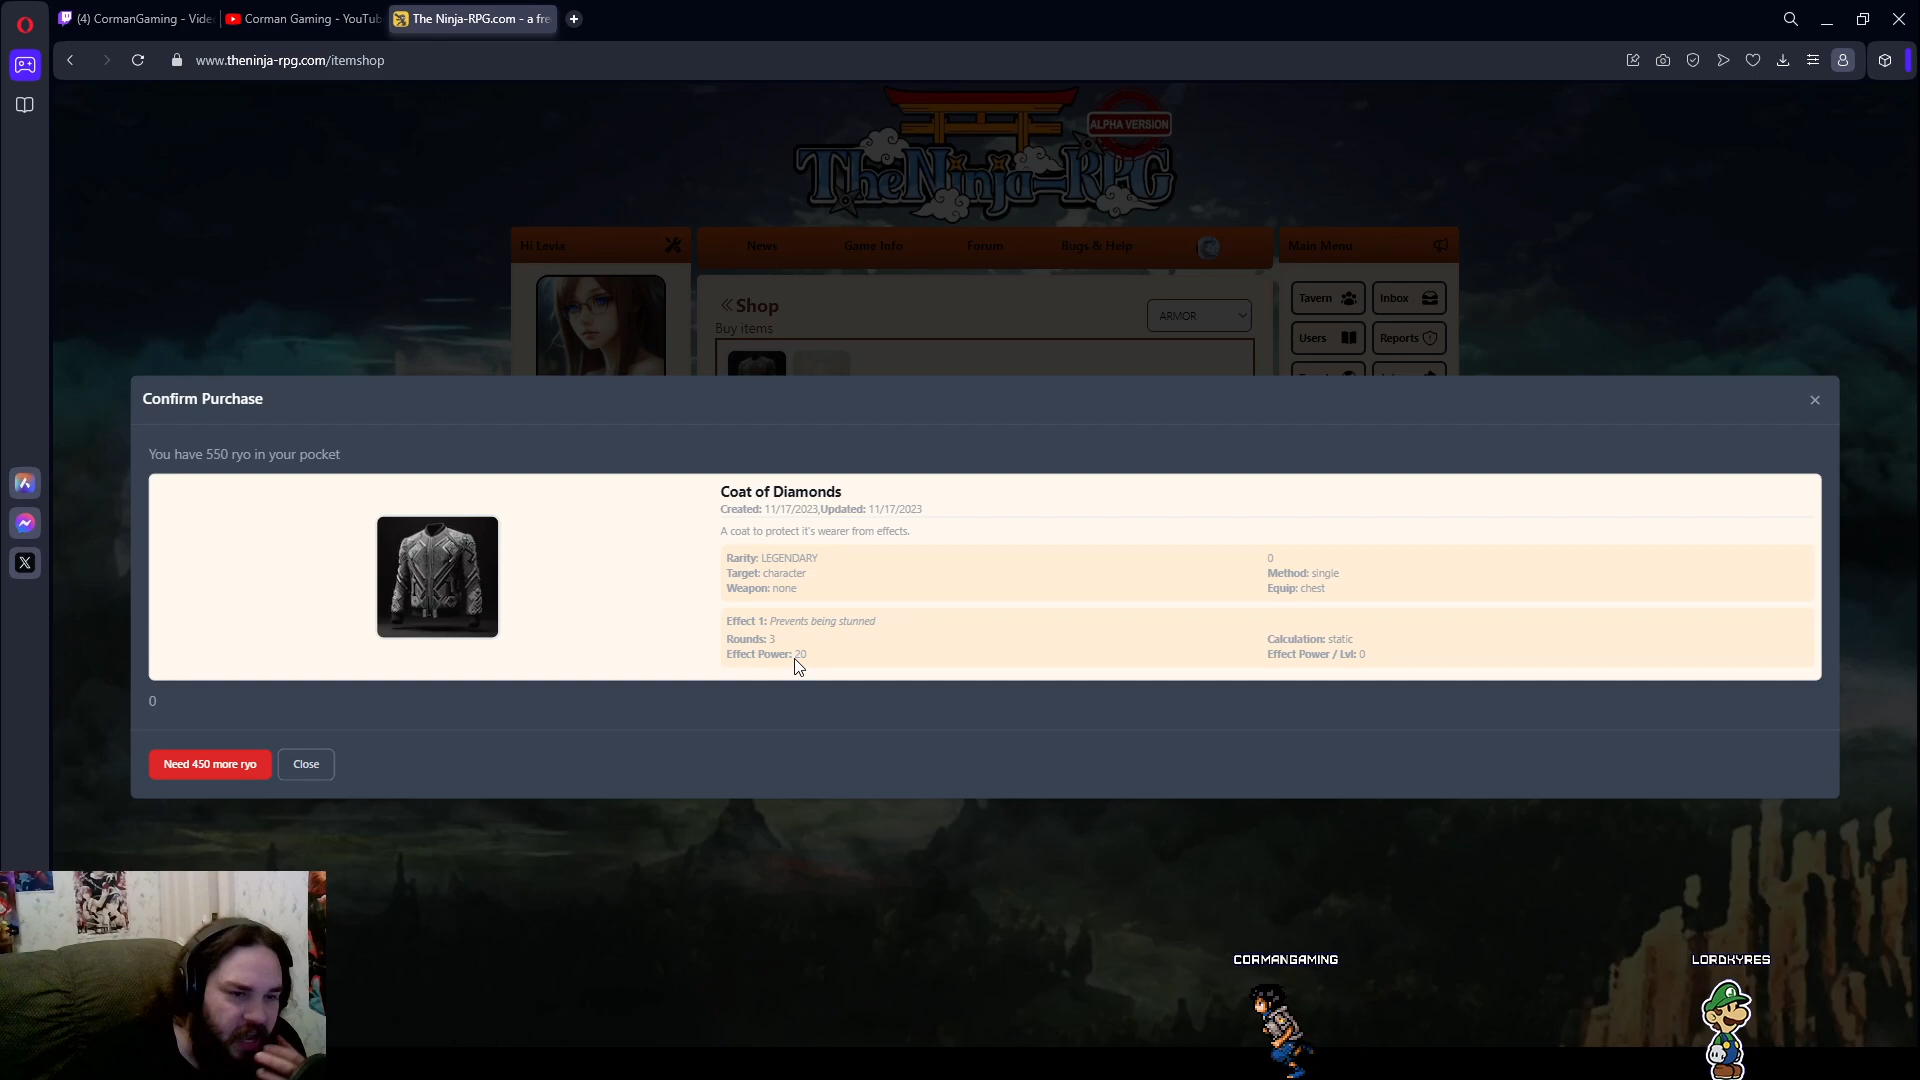 (4) CormanGaming - Vide
Corman Gaming - YouTub
The Ninja-RPG.com - a fre
www.theninja-rpg.com/itemshop
ALPHA VERSION
TheNinja-RPG
Hi Levia
News
Game Info
Forum
Bugs & Help
Main Menu
Shop
Buy items
ARMOR
Tavern
Inbox
Users
Reports
Confirm Purchase
You have 550 ryo in your pocket
Coat of Diamonds
Created: 11/17/2023,Updated: 11/17/2023
A coat to protect it's wearer from effects.
Rarity: LEGENDARY
0
Target: character
Method: single
Weapon: none
Equip: chest
Effect 1: Prevents being stunned
Rounds: 3
Calculation: static
Effect Power: 20
Effect Power / Lvl: 0
0
Need 450 more ryo
Close
CORMANGAMING
LORDKYRES